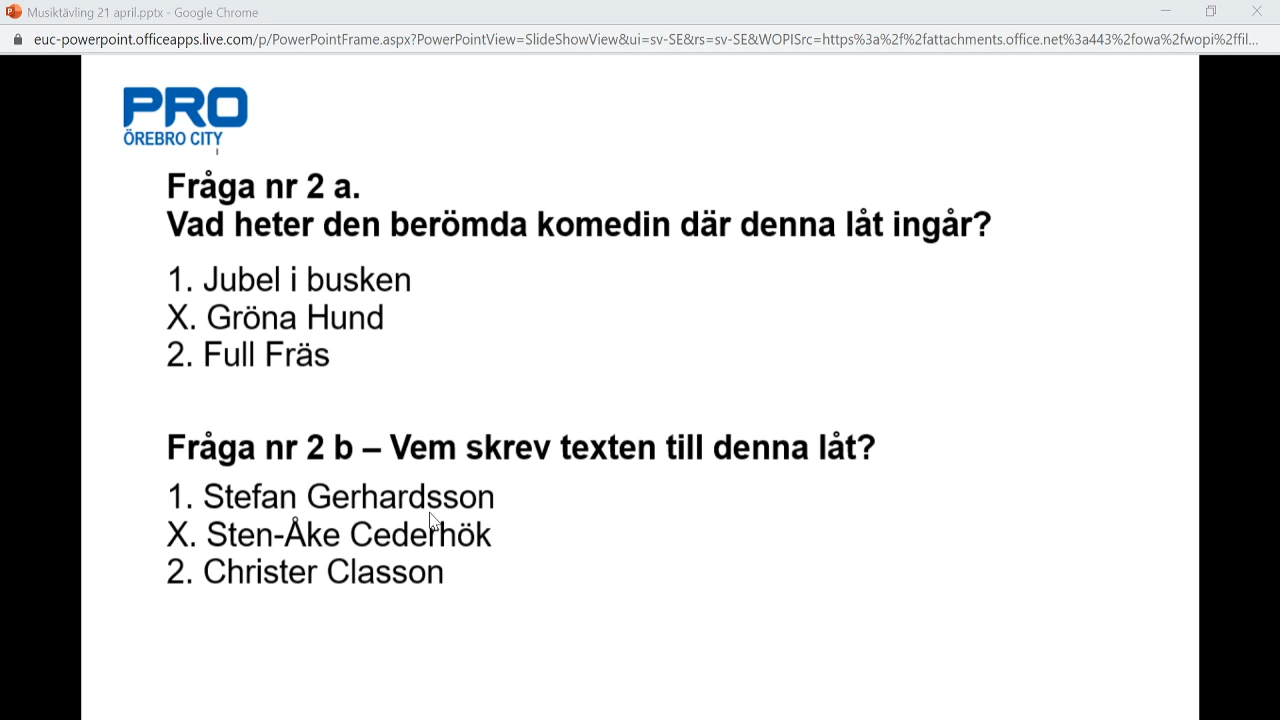 Musiktävling 21 april.pptx - Google Chrome
euc-powerpoint.officeapps.live.com/p/PowerPointFrame.aspx?PowerPointView=SlideShowView&ui=sv-SE&rs=sv-SE&WOPISrc=https%3a%2f%2fattachments.office.net%3a443%2fowa%2fwopi%2ffil...
PRO
ÖREBRO CITY
Fråga nr 2 a.
Vad heter den berömda komedin där denna låt ingår?
1. Jubel i busken
X. Gröna Hund
2. Full Fräs
Fråga nr 2 b – Vem skrev texten till denna låt?
1. Stefan Gerhardsson
X. Sten-Åke Cederhök
2. Christer Classon